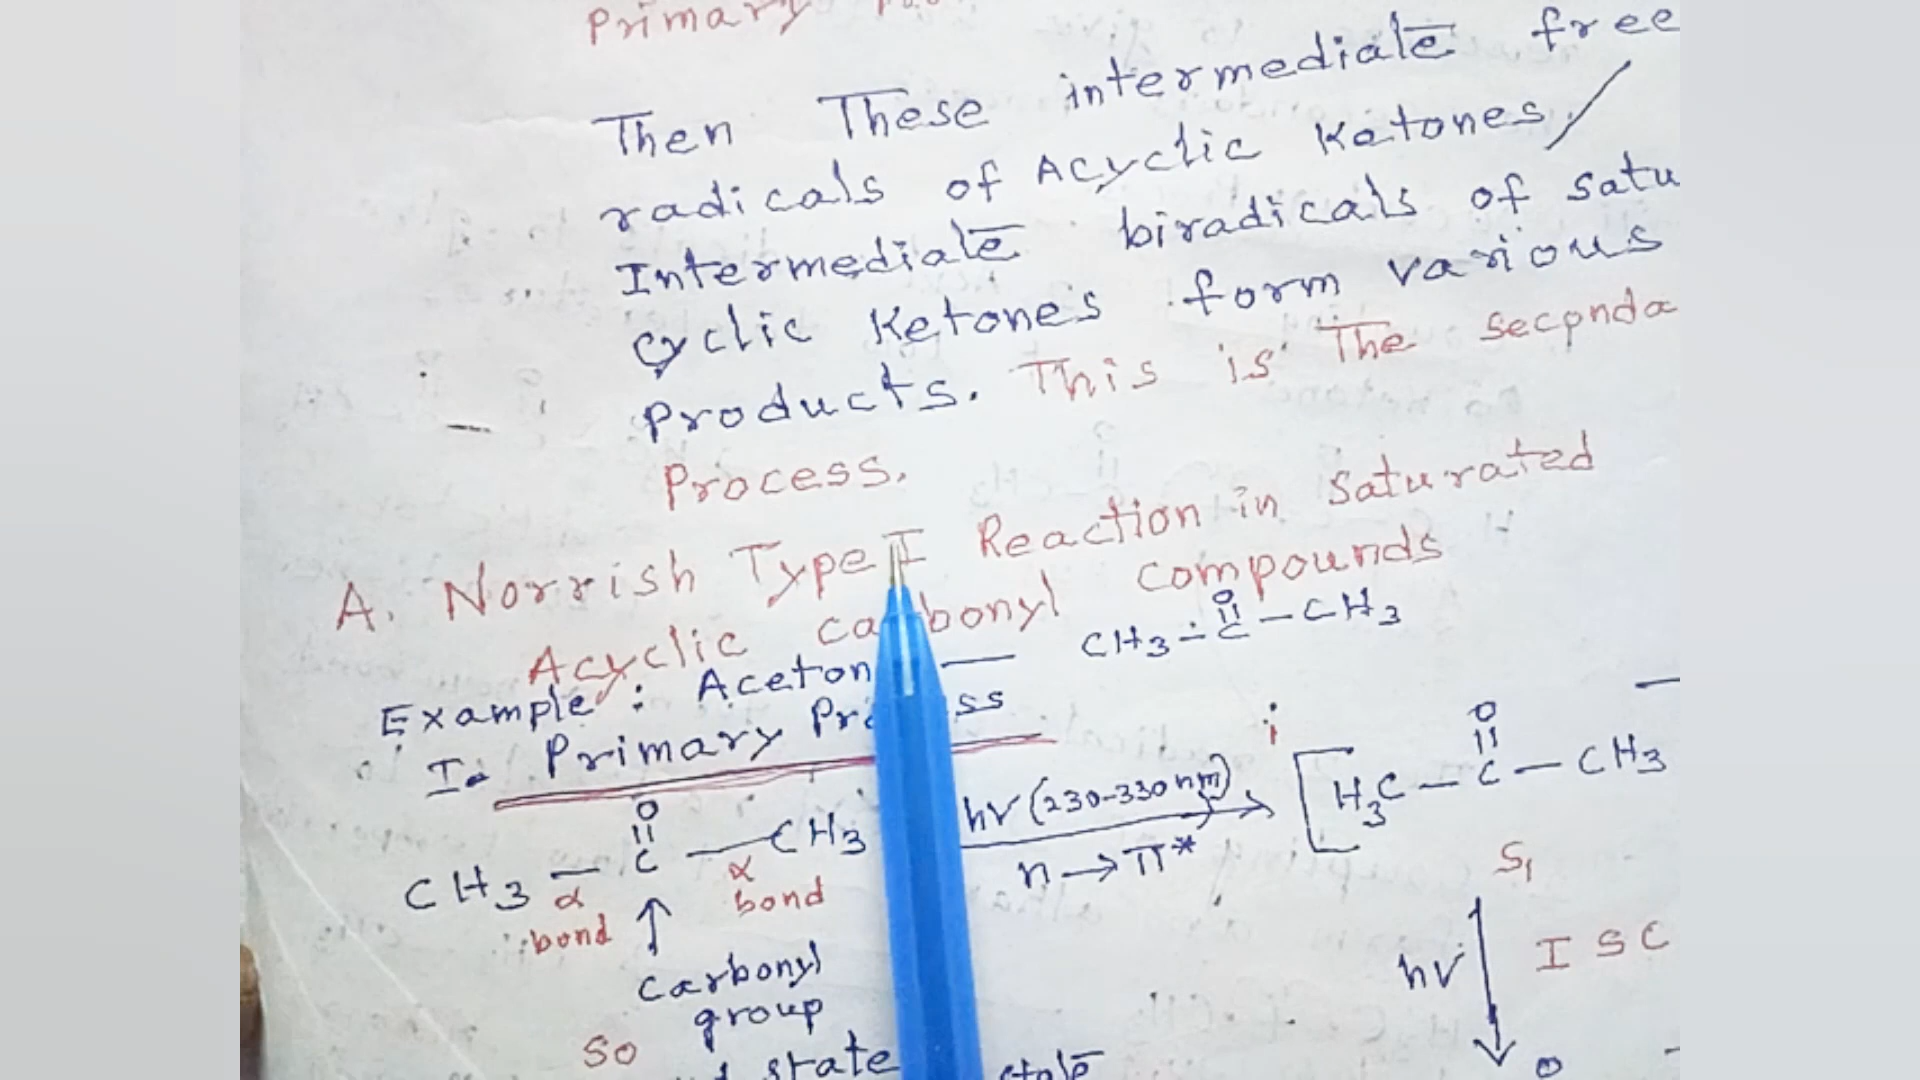 Primary
Then These intermediate free
radicals of Acyclic Ketones/
Intermediate biradicals of satu
cyclic Ketones form various
products. This is The seconda
Process.
A. Norrish Type I Reaction in saturated
Acyclic carbonyl compounds
Example: Aceton — CH3-C-CH3
O
I. Primary Pr ss
O
CH3 — C — CH3
α bond
α bond
hν (230-330 nm)
n → π*
O
[H3C — C — CH3
S1
hν ISC
carbonyl
group
So
state
O